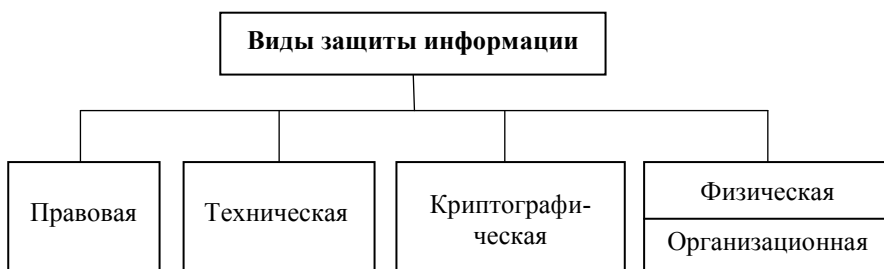 Виды защиты информации
Правовая
Техническая
Криптографи-
ческая
Физическая
Организационная